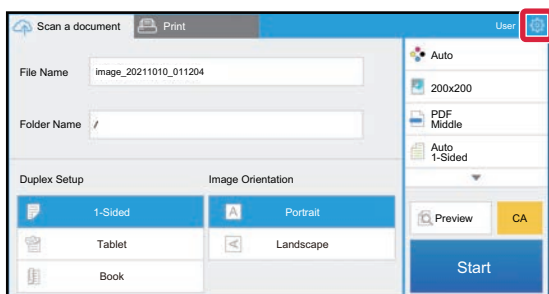 Scan a document
Print
User
File Name
image_20211010_011204
Auto
200x200
Folder Name
/
PDF
Middle
Auto
1-Sided
Duplex Setup
Image Orientation
1-Sided
A
Portrait
Preview
CA
Tablet
A
Landscape
Book
Start